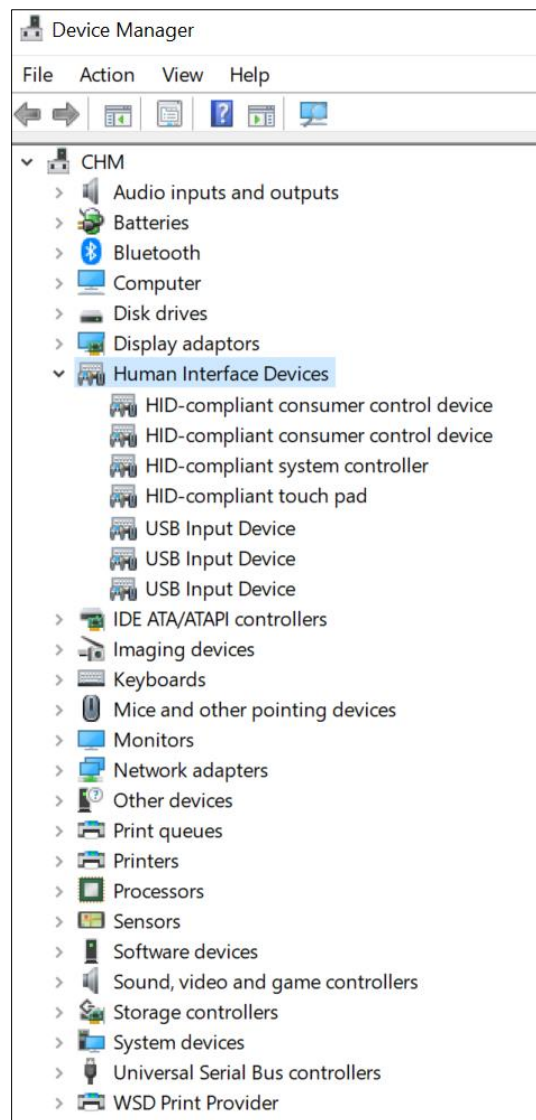 Device Manager
File Action View Help
CHM
Audio inputs and outputs
Batteries
Bluetooth
Computer
Disk drives
Display adaptors
Human Interface Devices
HID-compliant consumer control device
HID-compliant consumer control device
HID-compliant system controller
HID-compliant touch pad
USB Input Device
USB Input Device
USB Input Device
IDE ATA/ATAPI controllers
Imaging devices
Keyboards
Mice and other pointing devices
Monitors
Network adapters
Other devices
Print queues
Printers
Processors
Sensors
Software devices
Sound, video and game controllers
Storage controllers
System devices
Universal Serial Bus controllers
WSD Print Provider